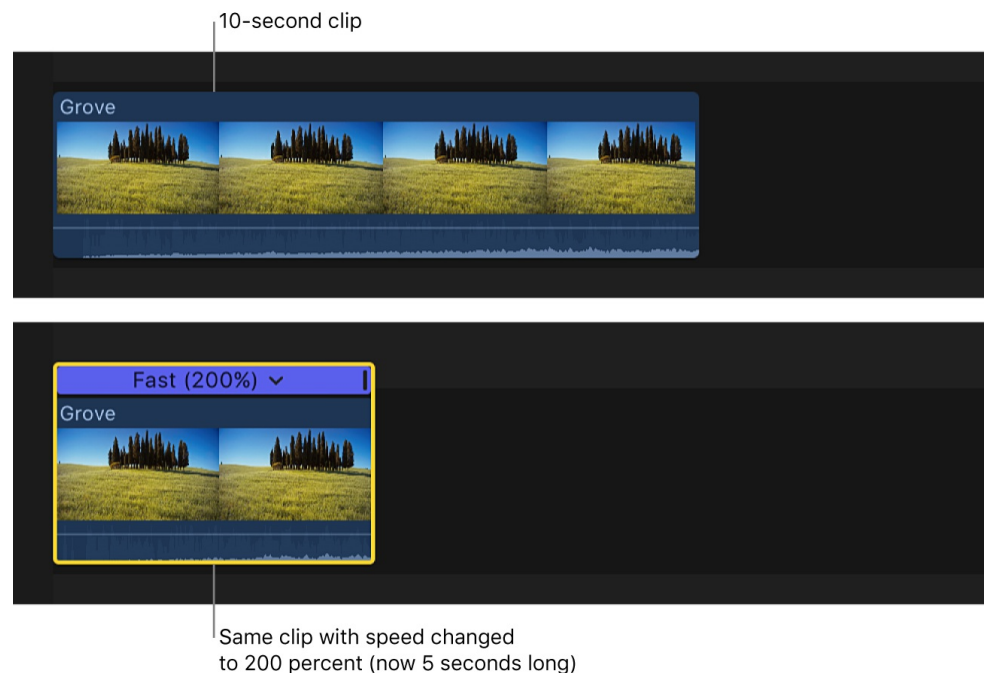 10-second clip
Grove
Fast (200%)
Grove
Same clip with speed changed
to 200 percent (now 5 seconds long)